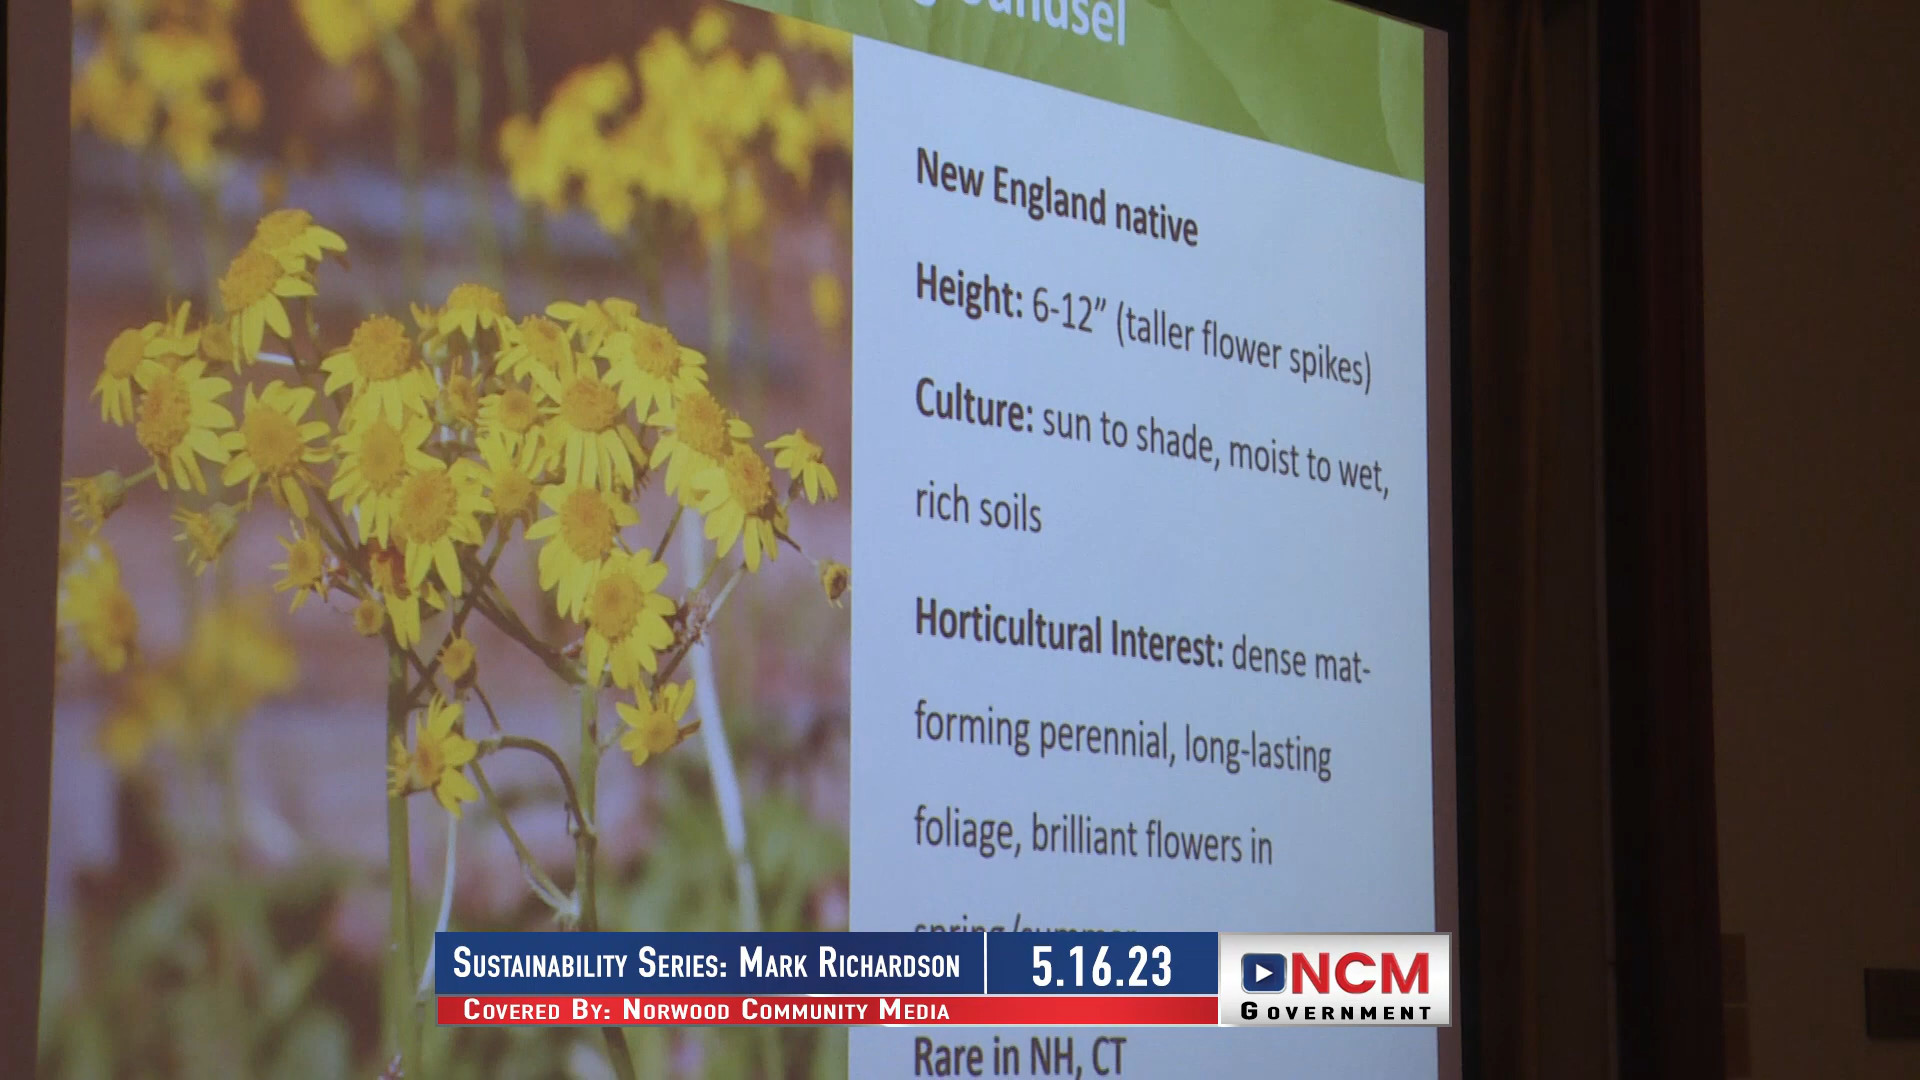 New England native
Height: 6-12” (taller flower spikes)
Culture: sun to shade, moist to wet,
rich soils
Horticultural Interest: dense mat-
forming perennial, long-lasting
foliage, brilliant flowers in
spring/summer
Rare in NH, CT
Sustainability Series: Mark Richardson
5.16.23
Covered By: Norwood Community Media
NCM
Government